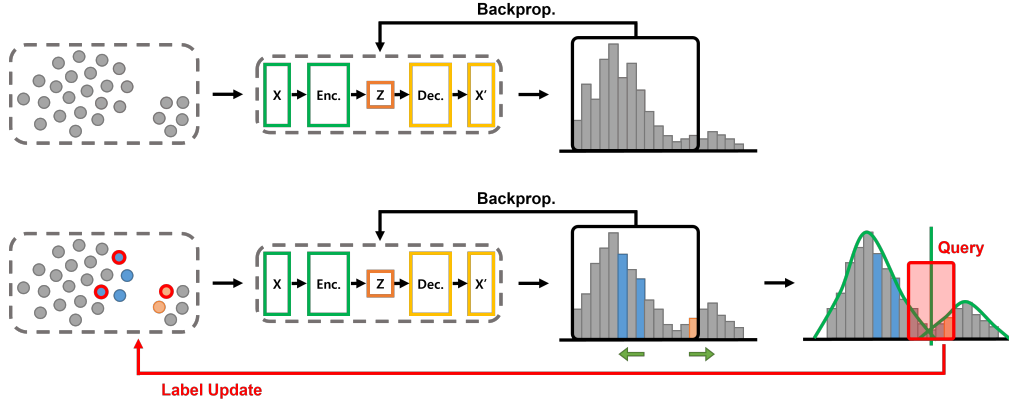 Backprop.
X
Enc.
Z
Dec.
X'
Backprop.
X
Enc.
Z
Dec.
X'
Query
Label Update